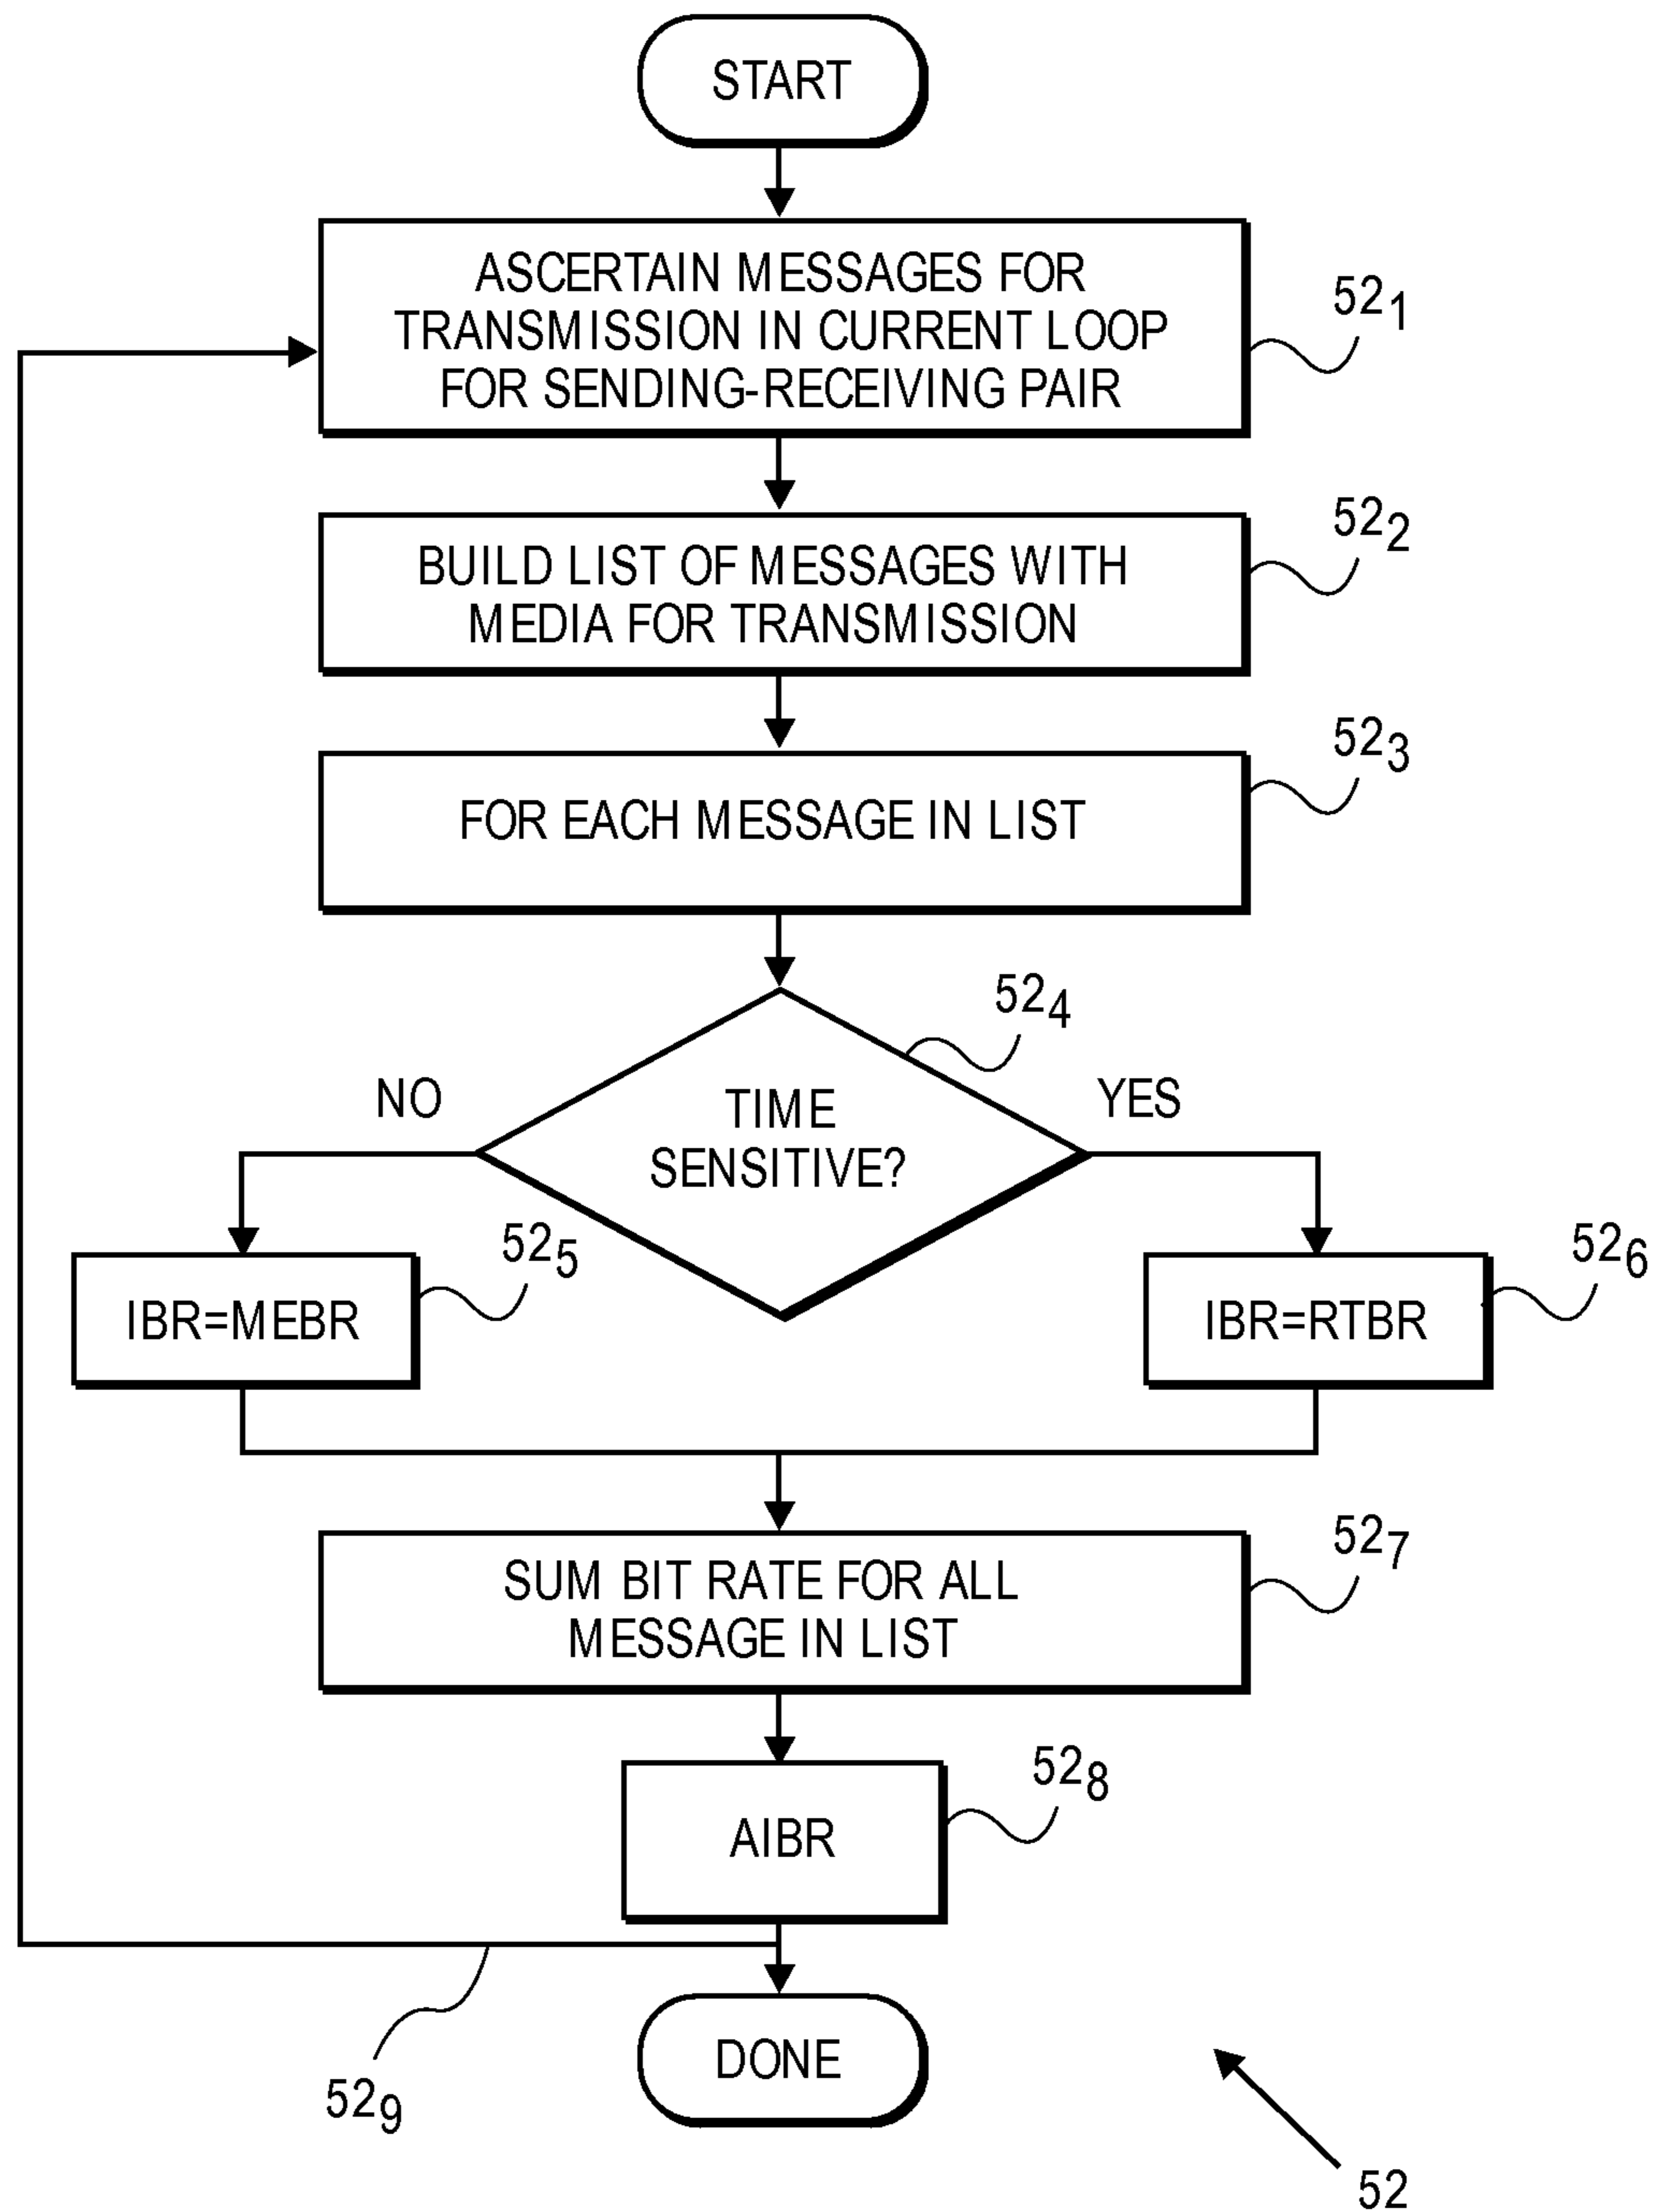 START
ASCERTAIN MESSAGES FOR
TRANSMISSION IN CURRENT LOOP
FOR SENDING-RECEIVING PAIR
52₁
BUILD LIST OF MESSAGES WITH
MEDIA FOR TRANSMISSION
52₂
FOR EACH MESSAGE IN LIST
52₃
TIME
SENSITIVE?
52₄
NO
YES
IBR=MEBR
52₅
IBR=RTBR
52₆
SUM BIT RATE FOR ALL
MESSAGE IN LIST
52₇
AIBR
52₈
DONE
52₉
52